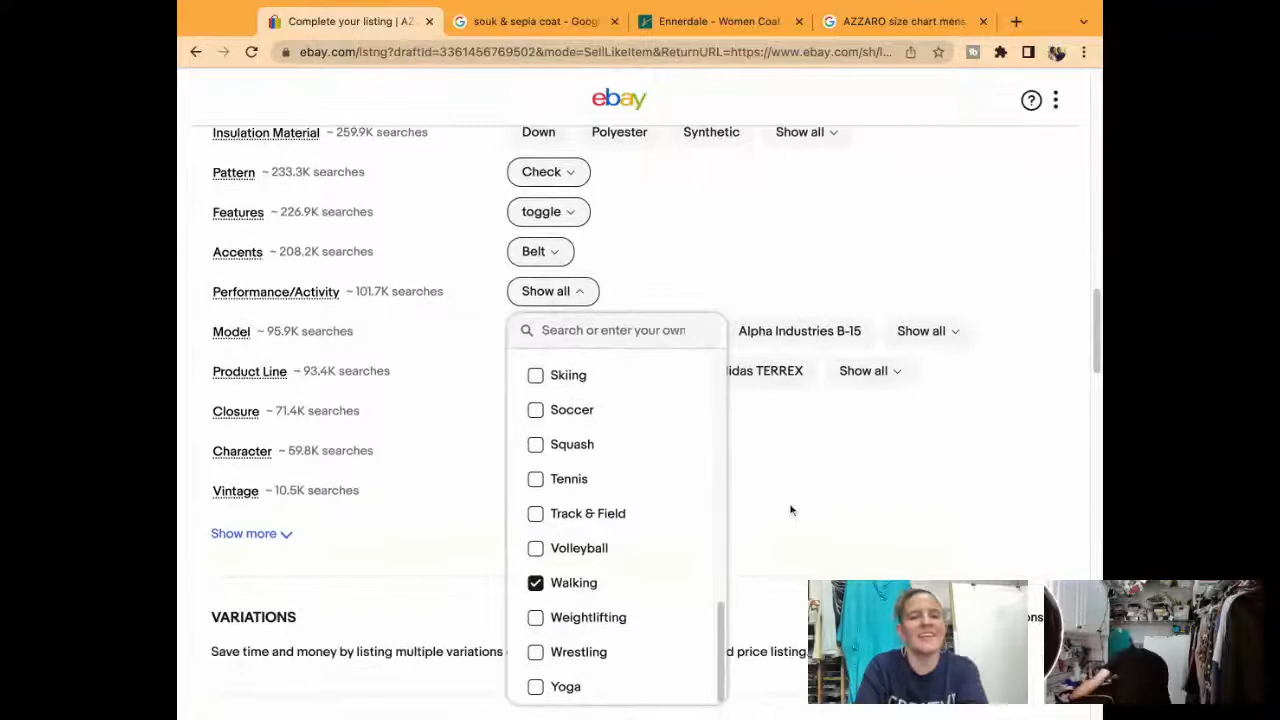 Complete your listing | AZ
souk & sepia coat - Goog
Ennerdale - Women Coat
AZZARO size chart mens
ebay.com/lstng?draftId=3361456769502&mode=SellLikeItem&ReturnURL=https://www.ebay.com/sh/l...
ebay
Insulation Material ~ 259.9K searches Down Polyester Synthetic Show all
Pattern ~ 233.3K searches Check
Features ~ 226.9K searches toggle
Accents ~ 208.2K searches Belt
Performance/Activity ~ 101.7K searches Show all
Model ~ 95.9K searches Alpha Industries B-15 Show all
Product Line ~ 93.4K searches idas TERREX Show all
Closure ~ 71.4K searches
Character ~ 59.8K searches
Vintage ~ 10.5K searches
Show more
Search or enter your own
Skiing
Soccer
Squash
Tennis
Track & Field
Volleyball
Walking
Weightlifting
Wrestling
Yoga
VARIATIONS
ons
Save time and money by listing multiple variations
d price listing